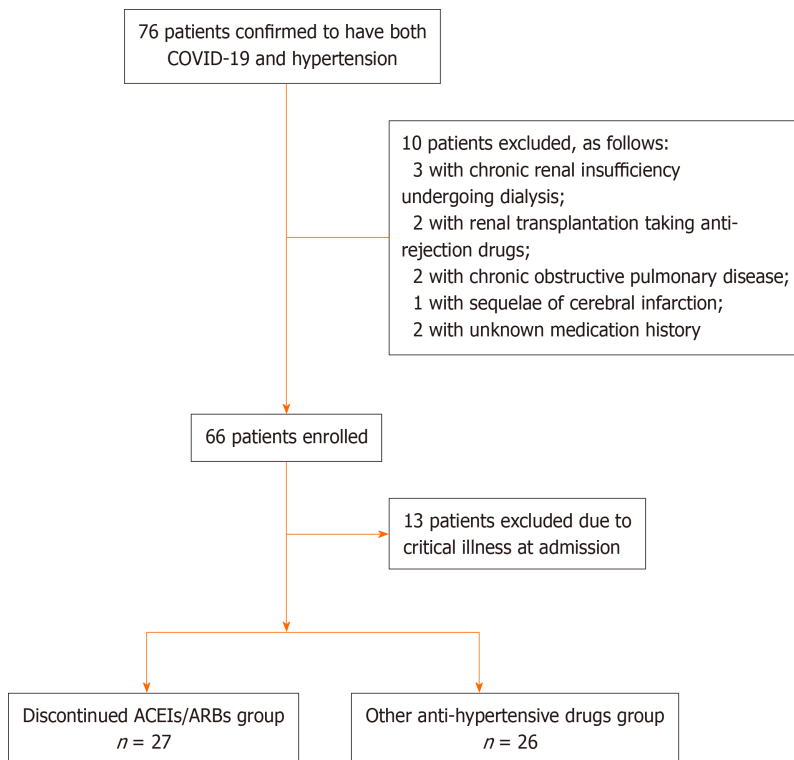 76 patients confirmed to have both
COVID-19 and hypertension
10 patients excluded, as follows:
3 with chronic renal insufficiency
undergoing dialysis;
2 with renal transplantation taking anti-
rejection drugs;
2 with chronic obstructive pulmonary disease;
1 with sequelae of cerebral infarction;
2 with unknown medication history
66 patients enrolled
13 patients excluded due to
critical illness at admission
Discontinued ACEIs/ARBs group
n = 27
Other anti-hypertensive drugs group
n = 26